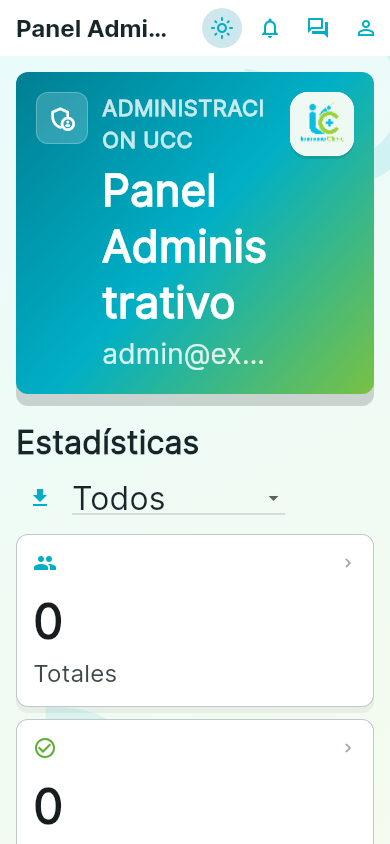 Panel Admi...
ADMINISTRACI
ON UCC
Panel
Adminis
trativo
admin@ex...
Estadísticas
Todos
0
Totales
0